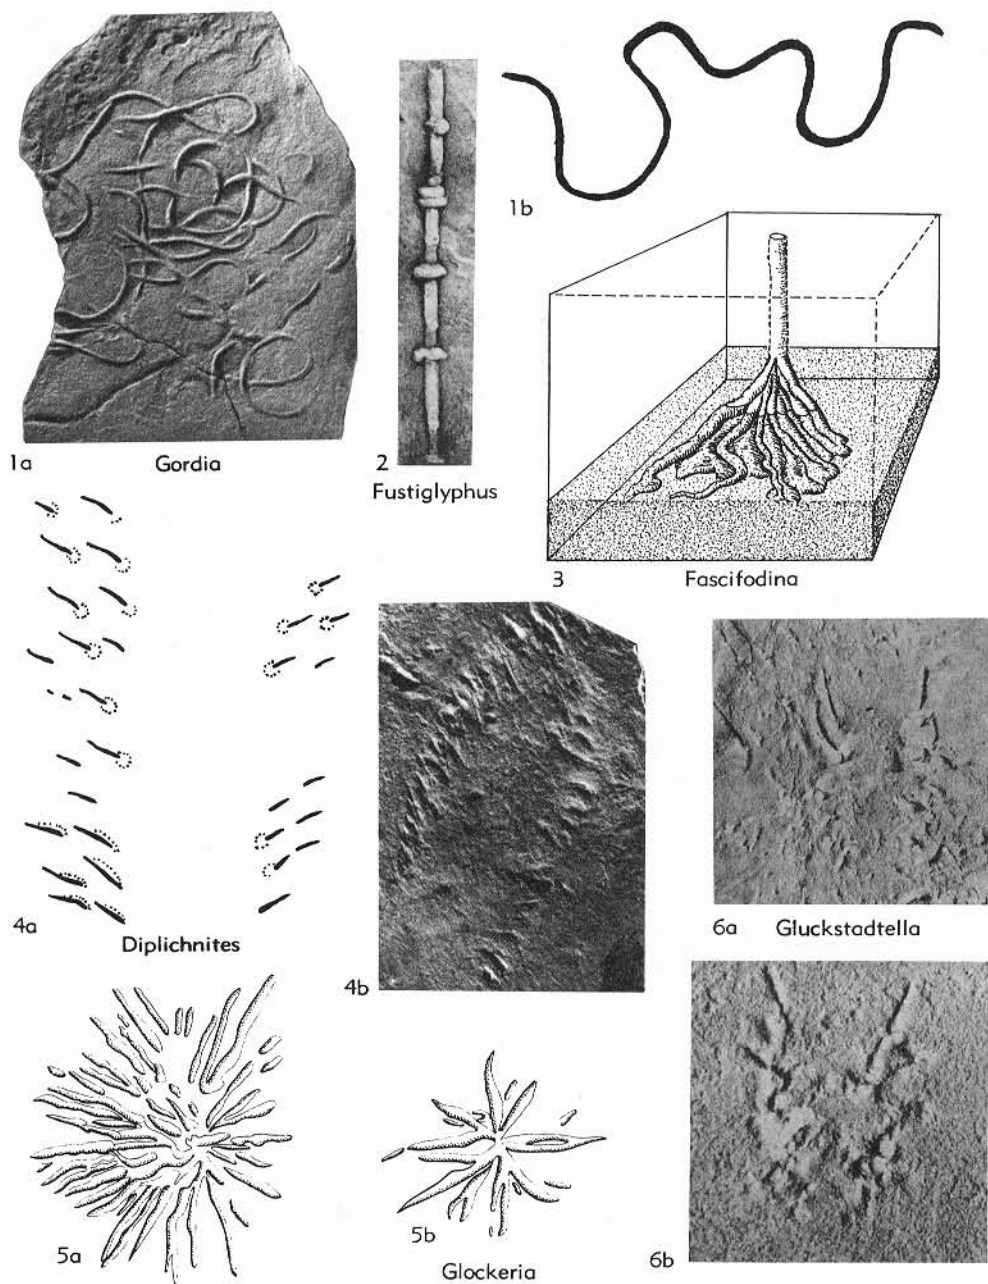 1b
1a
Gordia
2
Fustiglyphus
3
Fascifodina
4a
Diplichnites
4b
6a
Gluckstadtella
5a
5b
Glockeria
6b